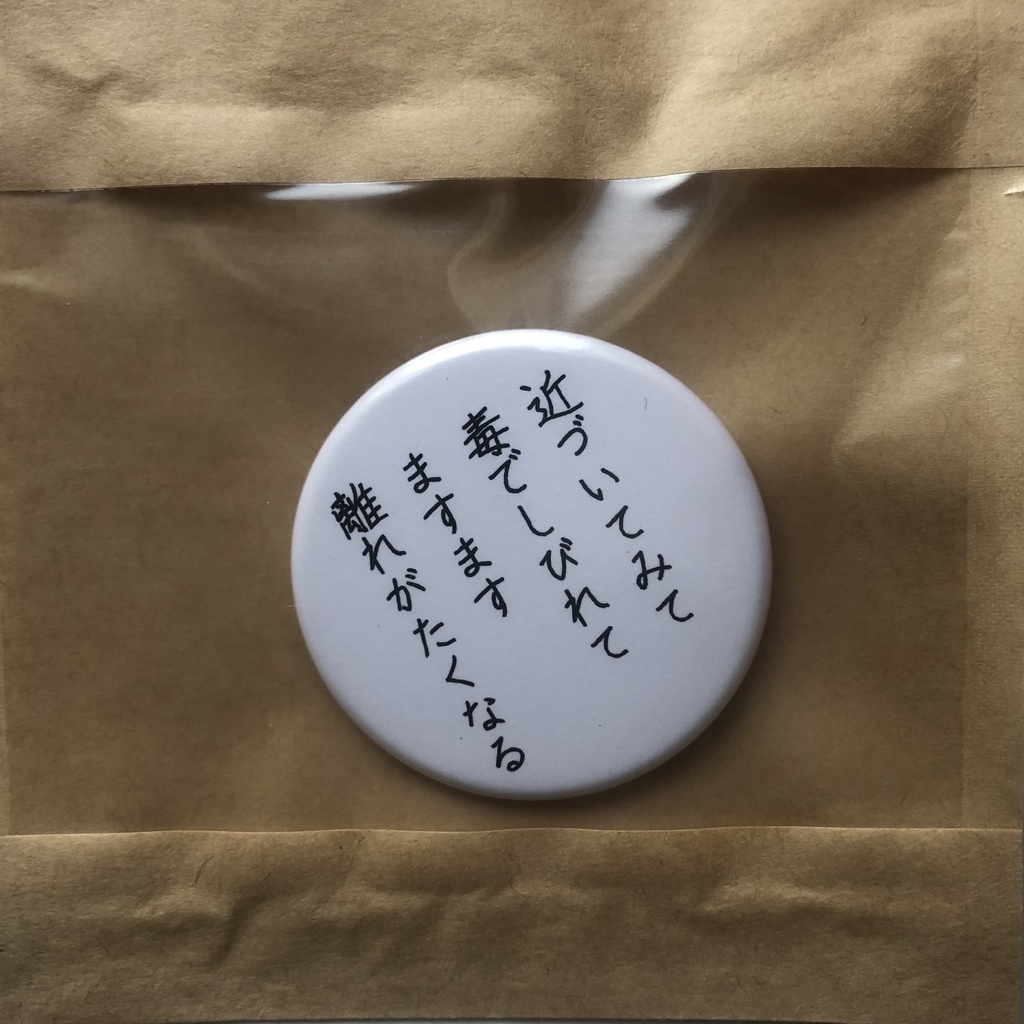 近づいてみて
毒でしびれて
ますます
離れがたくなる